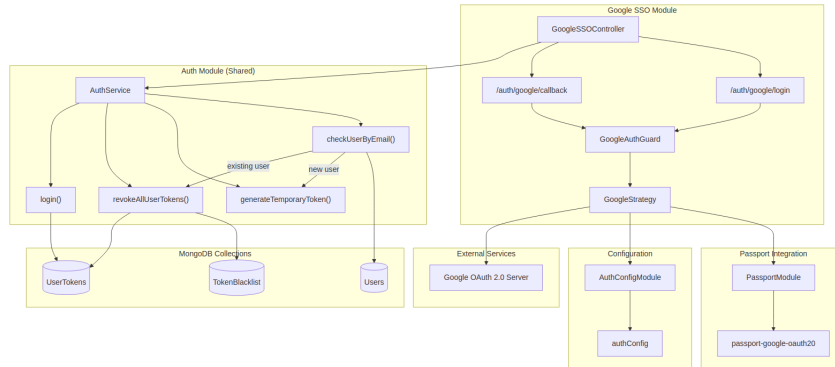 Google SSO Module
GoogleSSOController
Auth Module (Shared)
AuthService
/auth/google/callback
/auth/google/login
checkUserByEmail()
GoogleAuthGuard
existing user
new user
login()
revokeAllUserTokens()
generateTemporaryToken()
GoogleStrategy
MongoDB Collections
External Services
Configuration
Passport Integration
UserTokens
TokenBlacklist
Users
Google OAuth 2.0 Server
AuthConfigModule
PassportModule
authConfig
passport-google-oauth20